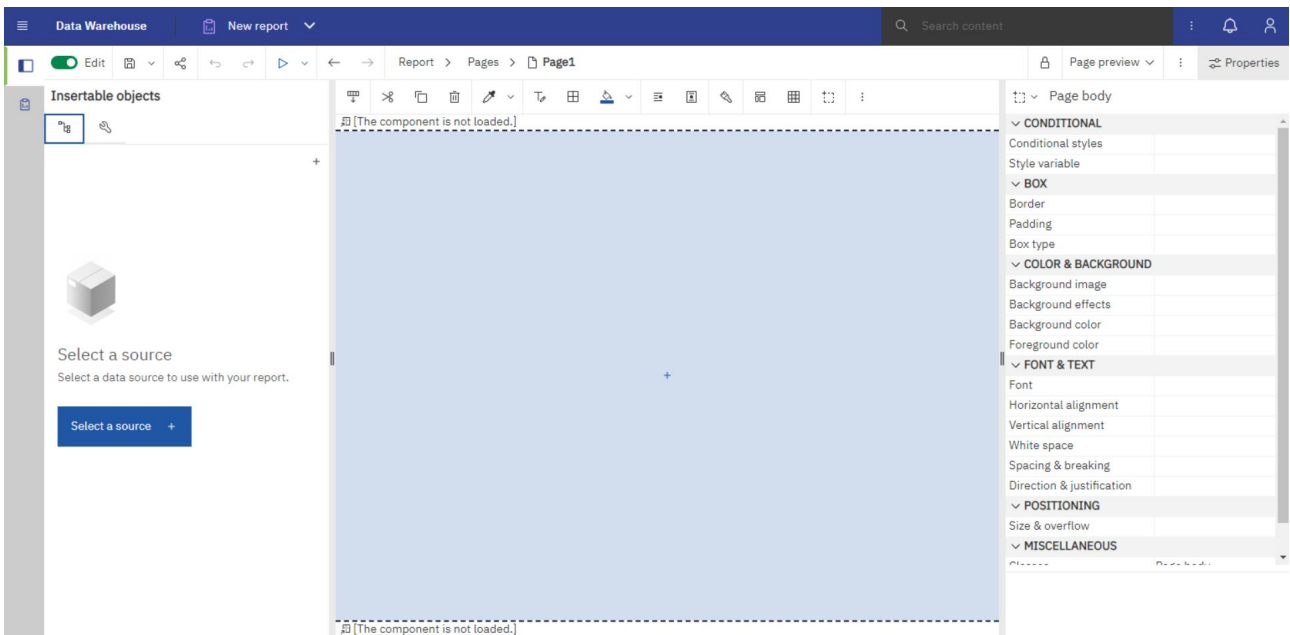 Data Warehouse
New report
Search content
Edit
Report > Pages > Page1
Page preview
Properties
Insertable objects
Select a source
Select a data source to use with your report.
Select a source +
[The component is not loaded.]
[The component is not loaded.]
Page body
CONDITIONAL
Conditional styles
Style variable
BOX
Border
Padding
Box type
COLOR & BACKGROUND
Background image
Background effects
Background color
Foreground color
FONT & TEXT
Font
Horizontal alignment
Vertical alignment
White space
Spacing & breaking
Direction & justification
POSITIONING
Size & overflow
MISCELLANEOUS